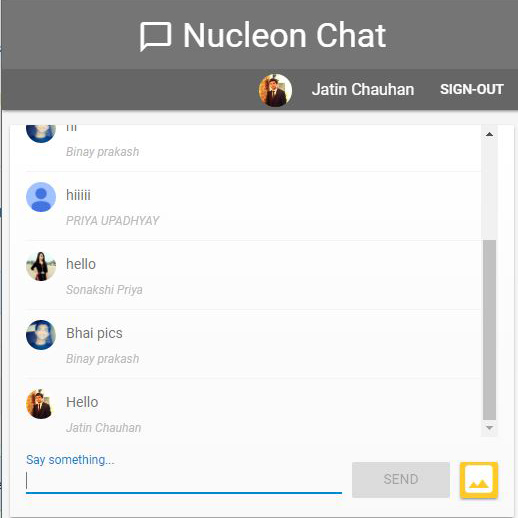 Nucleon Chat
Jatin Chauhan SIGN-OUT
hi
Binay prakash
hiiiii
PRIYA UPADHYAY
hello
Sonakshi Priya
Bhai pics
Binay prakash
Hello
Jatin Chauhan
Say something...
SEND